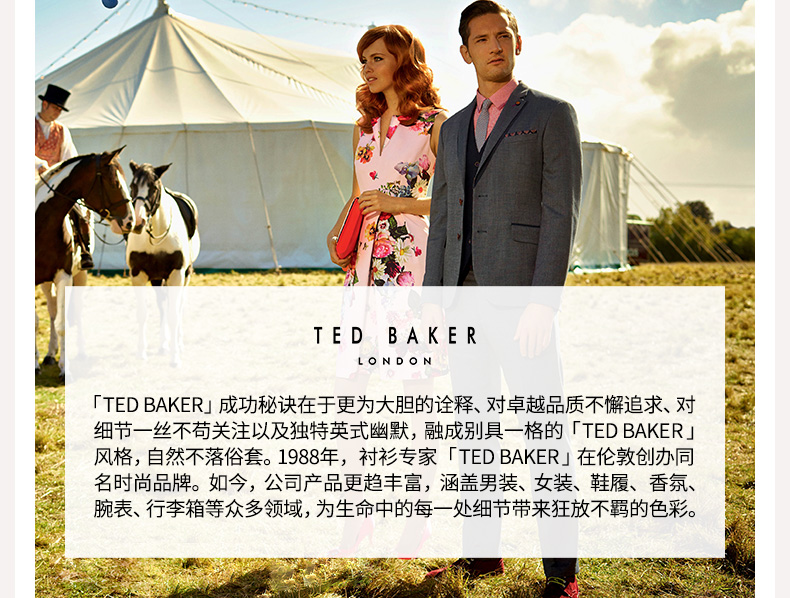 TED BAKER
LONDON
「TED BAKER」成功秘诀在于更为大胆的诠释、对卓越品质不懈追求、对
细节一丝不苟关注以及独特英式幽默，融成别具一格的「TED BAKER」
风格，自然不落俗套。1988年，衬衫专家「TED BAKER」在伦敦创办同
名时尚品牌。如今，公司产品更趋丰富，涵盖男装、女装、鞋履、香氛、
腕表、行李箱等众多领域，为生命中的每一处细节带来狂放不羁的色彩。